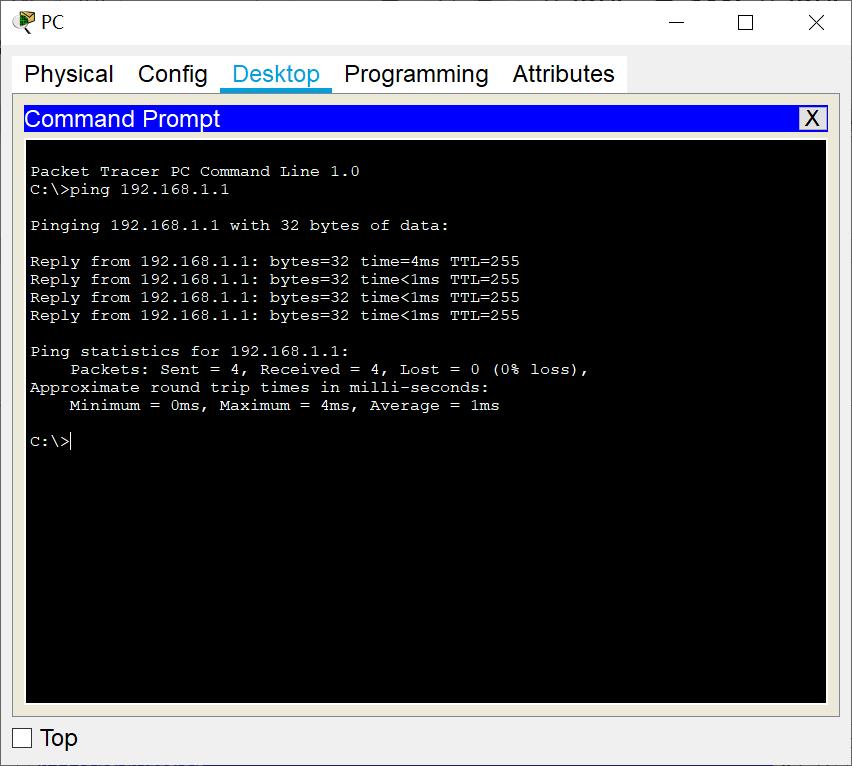 PC
Physical Config Desktop Programming Attributes
Command Prompt X
Packet Tracer PC Command Line 1.0
C:\>ping 192.168.1.1
Pinging 192.168.1.1 with 32 bytes of data:
Reply from 192.168.1.1: bytes=32 time=4ms TTL=255
Reply from 192.168.1.1: bytes=32 time<1ms TTL=255
Reply from 192.168.1.1: bytes=32 time<1ms TTL=255
Reply from 192.168.1.1: bytes=32 time<1ms TTL=255
Ping statistics for 192.168.1.1:
    Packets: Sent = 4, Received = 4, Lost = 0 (0% loss),
Approximate round trip times in milli-seconds:
    Minimum = 0ms, Maximum = 4ms, Average = 1ms
C:\>
Top